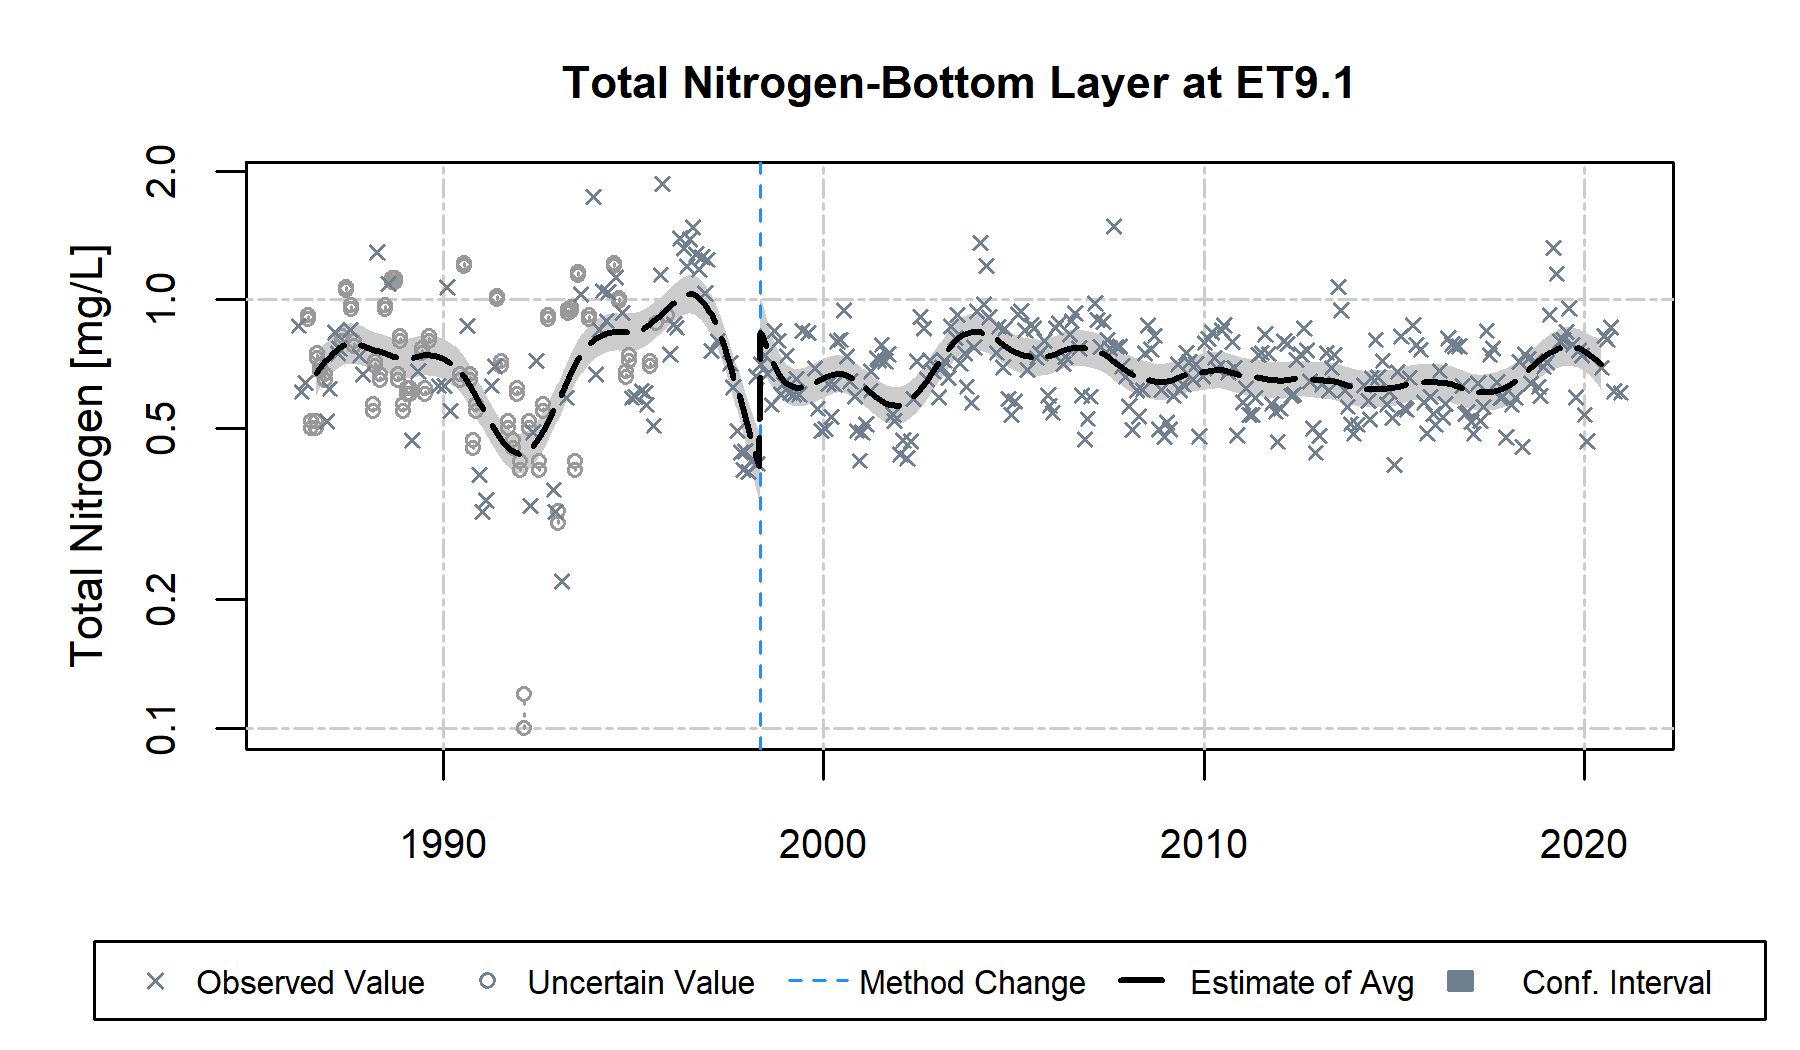 Total Nitrogen-Bottom Layer at ET9.1
Total Nitrogen [mg/L]
2.0
1.0
0.5
0.2
0.1
1990 2000 2010 2020
Observed Value Uncertain Value Method Change Estimate of Avg Conf. Interval